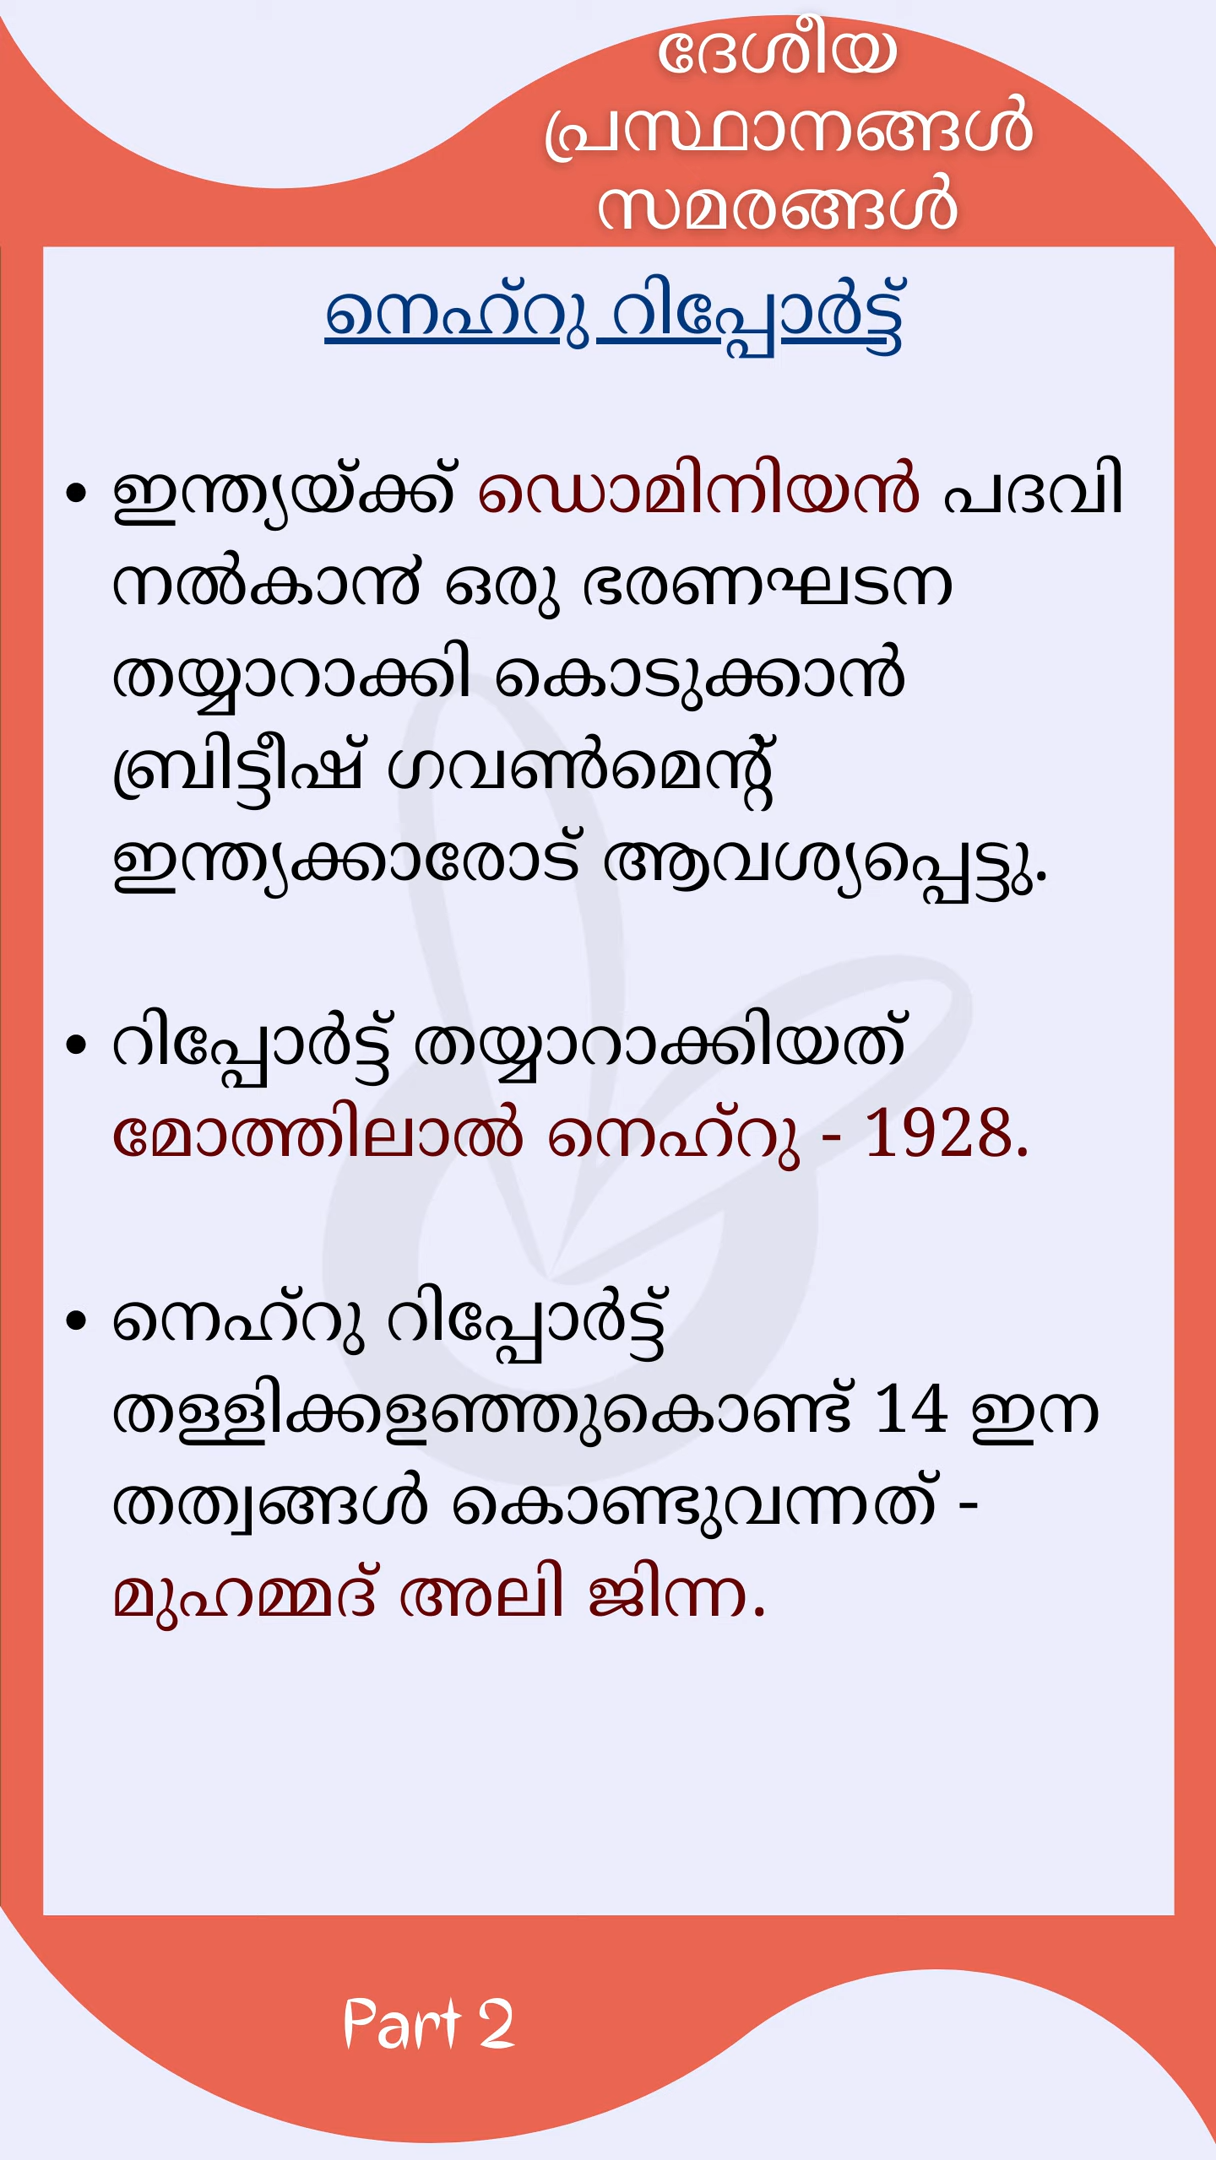 ദേശീയ
പ്രസ്ഥാനങ്ങൾ
സമരങ്ങൾ
നെഹ്റു റിപ്പോർട്ട്
• ഇന്ത്യയ്ക്ക് ഡൊമിനിയൻ പദവി
നൽകാൻ ഒരു ഭരണഘടന
തയ്യാറാക്കി കൊടുക്കാൻ
ബ്രിട്ടീഷ് ഗവൺമെന്റ്
ഇന്ത്യക്കാരോട് ആവശ്യപ്പെട്ടു.
• റിപ്പോർട്ട് തയ്യാറാക്കിയത്
മോത്തിലാൽ നെഹ്റു - 1928.
• നെഹ്റു റിപ്പോർട്ട്
തള്ളിക്കളഞ്ഞുകൊണ്ട് 14 ഇന
തത്വങ്ങൾ കൊണ്ടുവന്നത് -
മുഹമ്മദ് അലി ജിന്ന.
Part 2